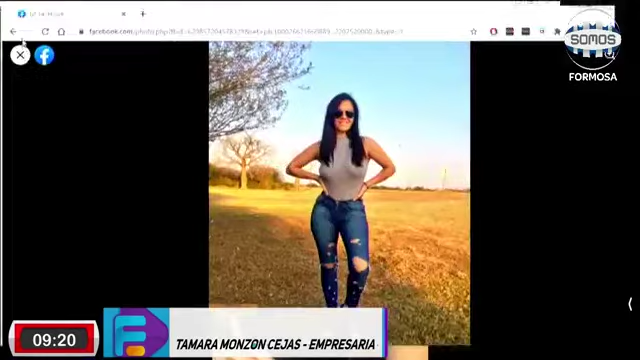 SOMOS
FORMOSA
09:20
TAMARA MONZON CEJAS - EMPRESARIA